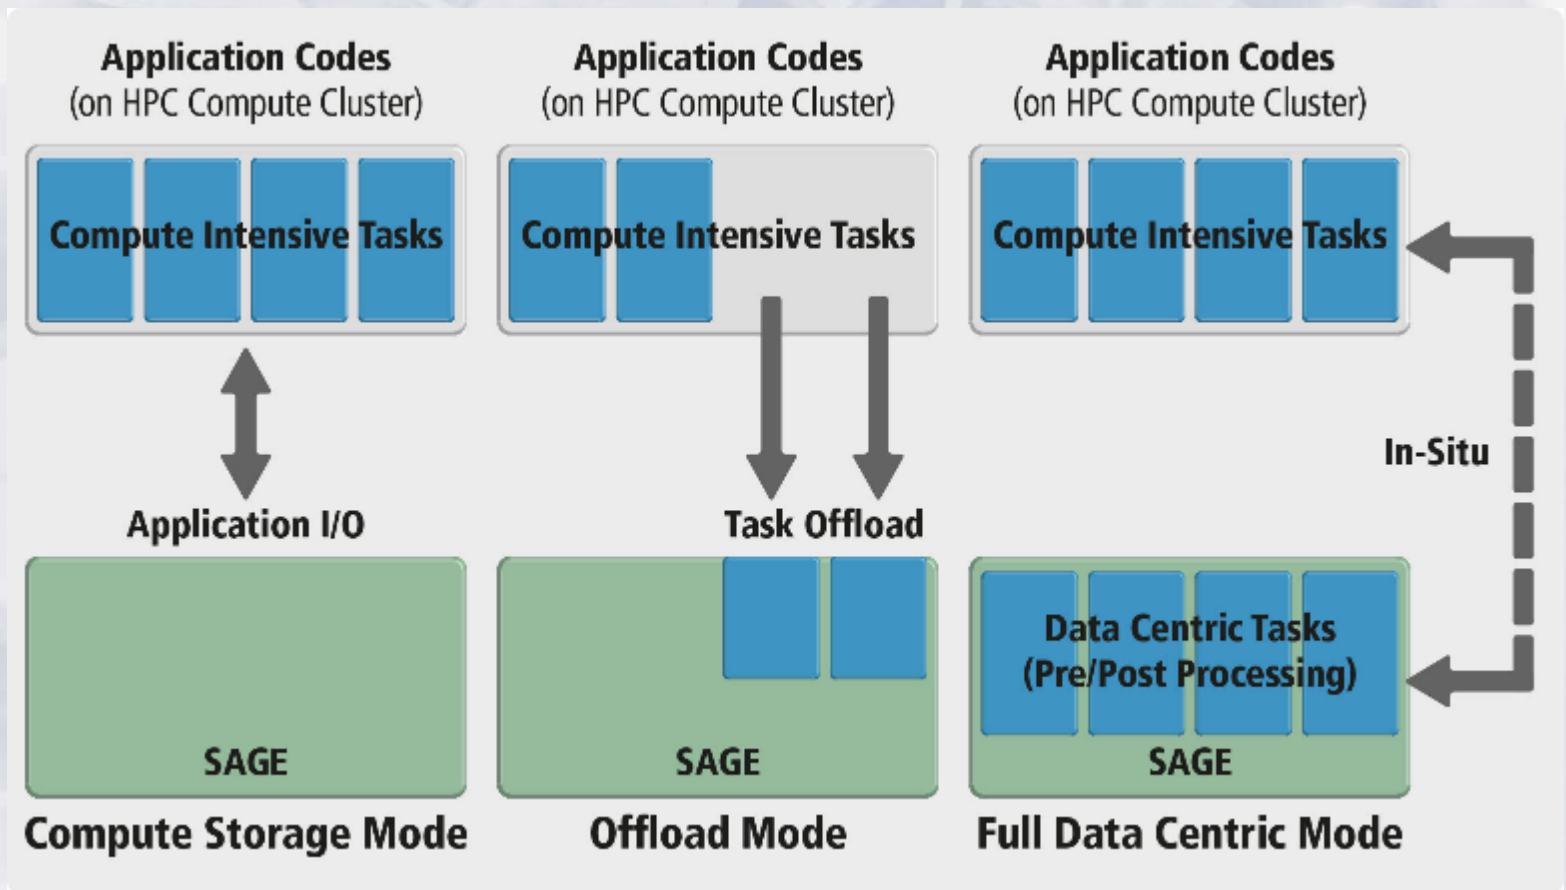 Application Codes
(on HPC Compute Cluster)
Compute Intensive Tasks
Application I/O
SAGE
Compute Storage Mode
Application Codes
(on HPC Compute Cluster)
Compute Intensive Tasks
Task Offload
SAGE
Offload Mode
Application Codes
(on HPC Compute Cluster)
Compute Intensive Tasks
In-Situ
Data Centric Tasks
(Pre/Post Processing)
SAGE
Full Data Centric Mode